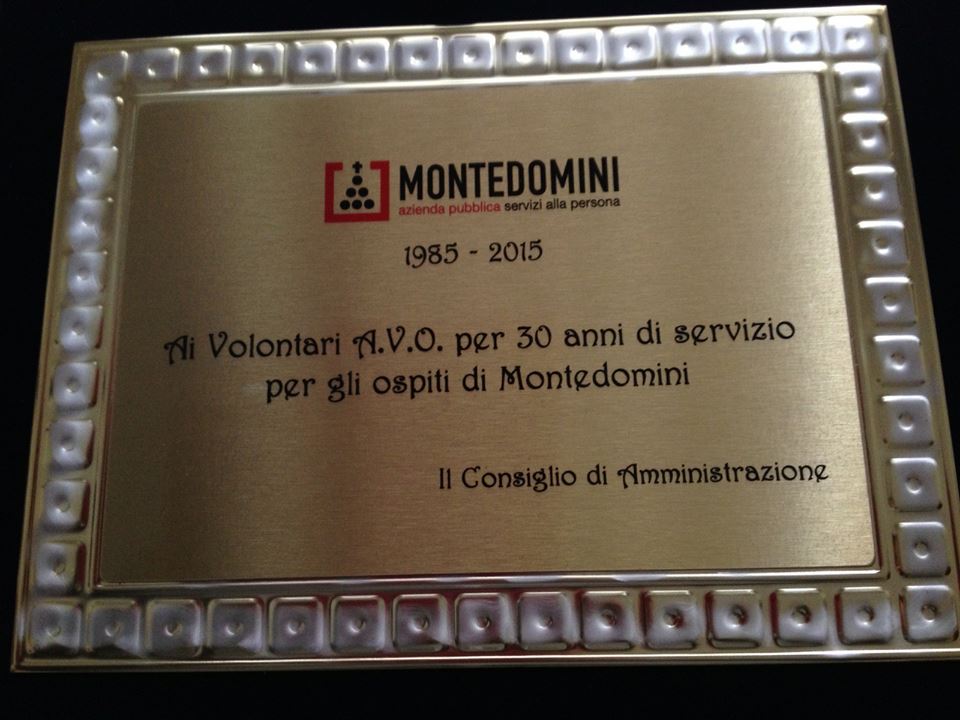 MONTEDOMINI
azienda pubblica servizi alla persona
1985 - 2015
Ai Volontari A.V.O. per 30 anni di servizio
per gli ospiti di Montedomini
Il Consiglio di Amministrazione